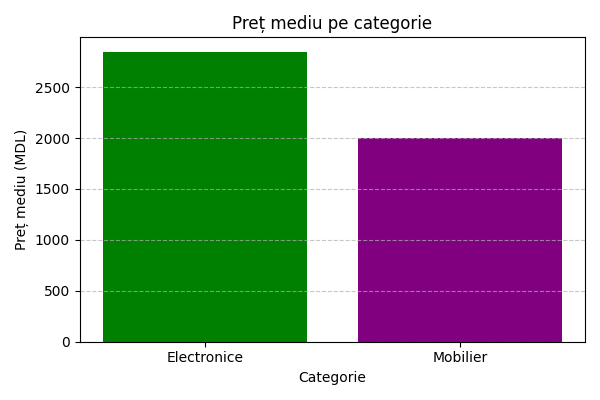 Preț mediu pe categorie
Preț mediu (MDL)
2500
2000
1500
1000
500
0
Electronice
Mobilier
Categorie